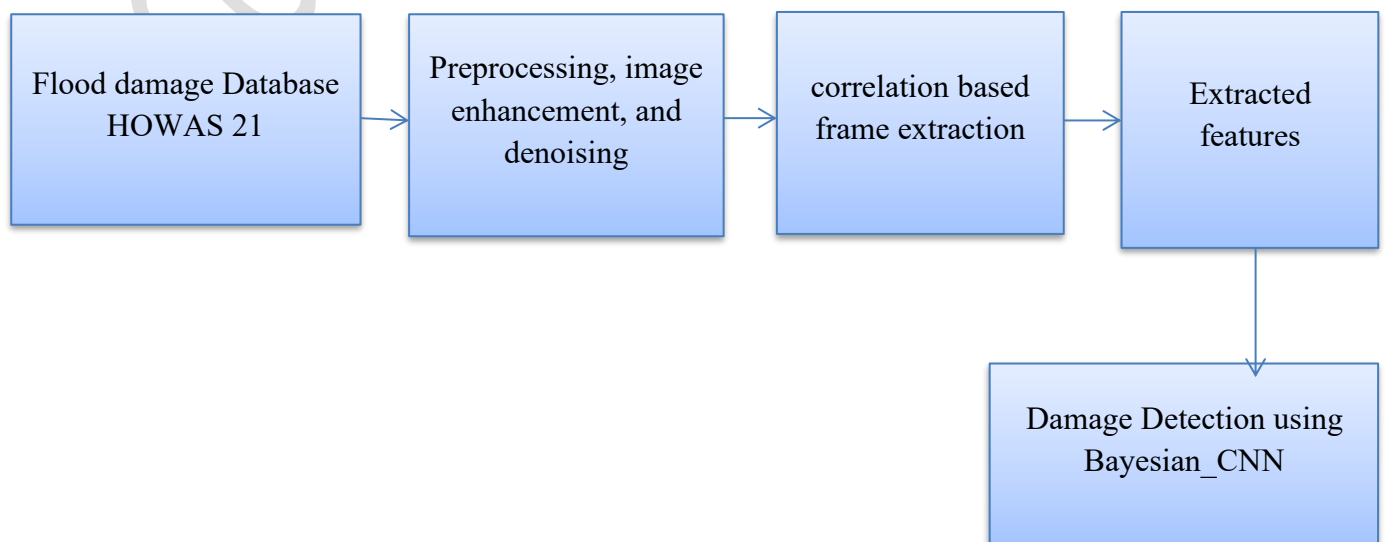 Flood damage Database
HOWAS 21
Preprocessing, image
enhancement, and
denoising
correlation based
frame extraction
Extracted
features
Damage Detection using
Bayesian_CNN